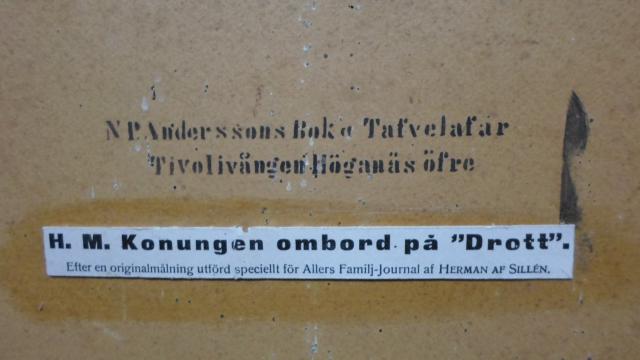 N P. Anderssons Bok o Tafvelafär
Tivolivången Höganäs öfre
H. M. Konungen ombord på ”Drott”.
Efter en originalmålning utförd speciellt för Allers Familj-Journal af HERMAN AF SILLÉN.